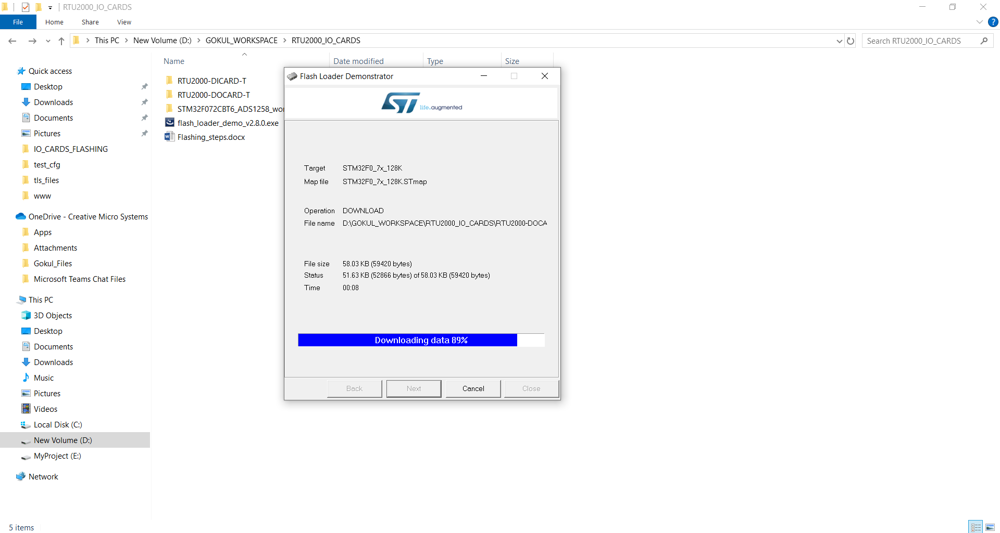 RTU2000_IO_CARDS
File Home Share View
This PC New Volume (D:) GOKUL_WORKSPACE RTU2000_IO_CARDS
Search RTU2000_IO_CARDS
Quick access
Desktop
Downloads
Documents
Pictures
IO_CARDS_FLASHING
test_cfg
tls_files
www
OneDrive - Creative Micro Systems
Apps
Attachments
Gokul_Files
Microsoft Teams Chat Files
This PC
3D Objects
Desktop
Documents
Downloads
Music
Pictures
Videos
Local Disk (C:)
New Volume (D:)
MyProject (E:)
Network
Name Date modified Type Size
RTU2000-DICARD-T
RTU2000-DOCARD-T
STM32F072CBT6_ADS1258_wor
flash_loader_demo_v2.8.0.exe
Flashing_steps.docx
Flash Loader Demonstrator
ST life.augmented
Target STM32F0_7x_128K
Map file STM32F0_7x_128K.STmap
Operation DOWNLOAD
File name D:\GOKUL_WORKSPACE\RTU2000_IO_CARDS\RTU2000-DOCA
File size 58.03 KB (59420 bytes)
Status 51.63 KB (52866 bytes) of 58.03 KB (59420 bytes)
Time 00:08
Downloading data 89%
Back Next Cancel Close
5 items